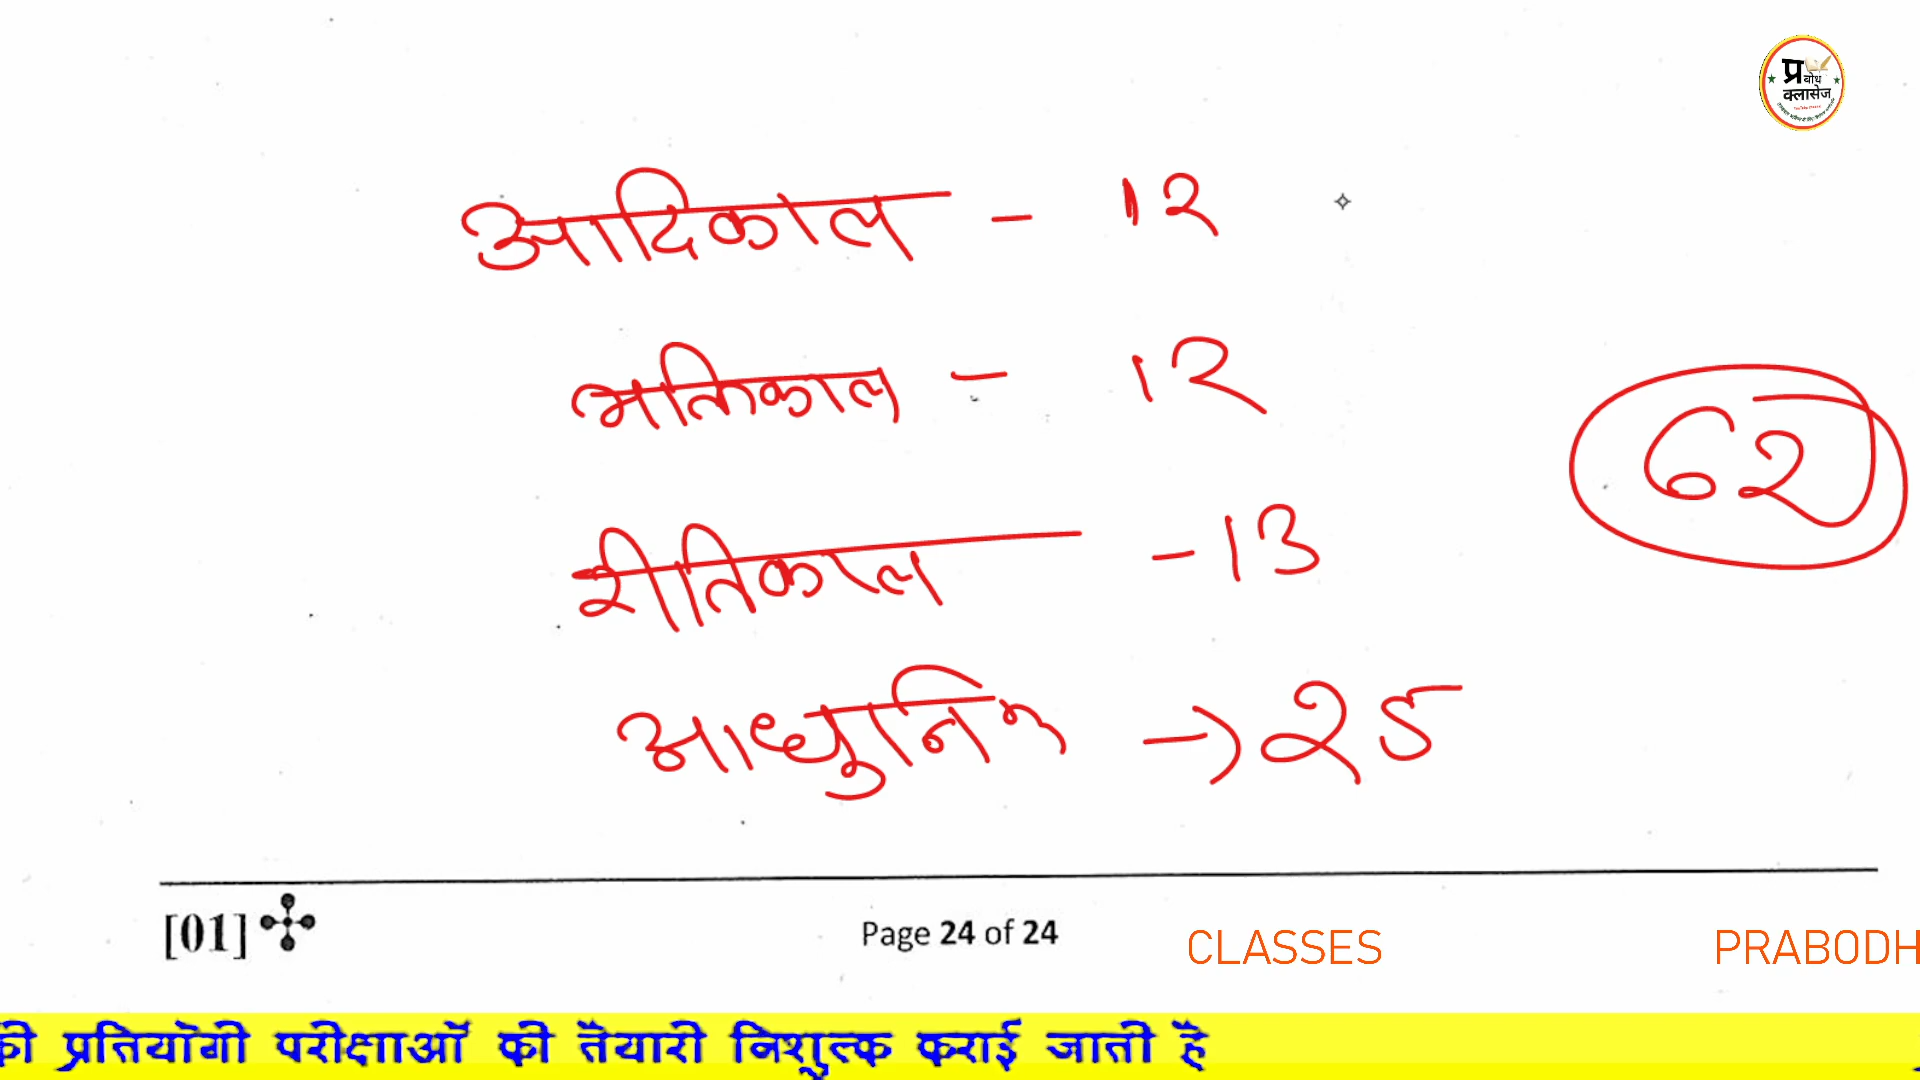 प्र बोध
क्लासेज
आदिकाल - 12
भक्तिकाल - 12
62
रीतिकाल - 13
आधुनिक → 25
[01] Page 24 of 24
CLASSES PRABODH
की प्रतियोगी परीक्षाओं की तैयारी निशुल्क कराई जाती है